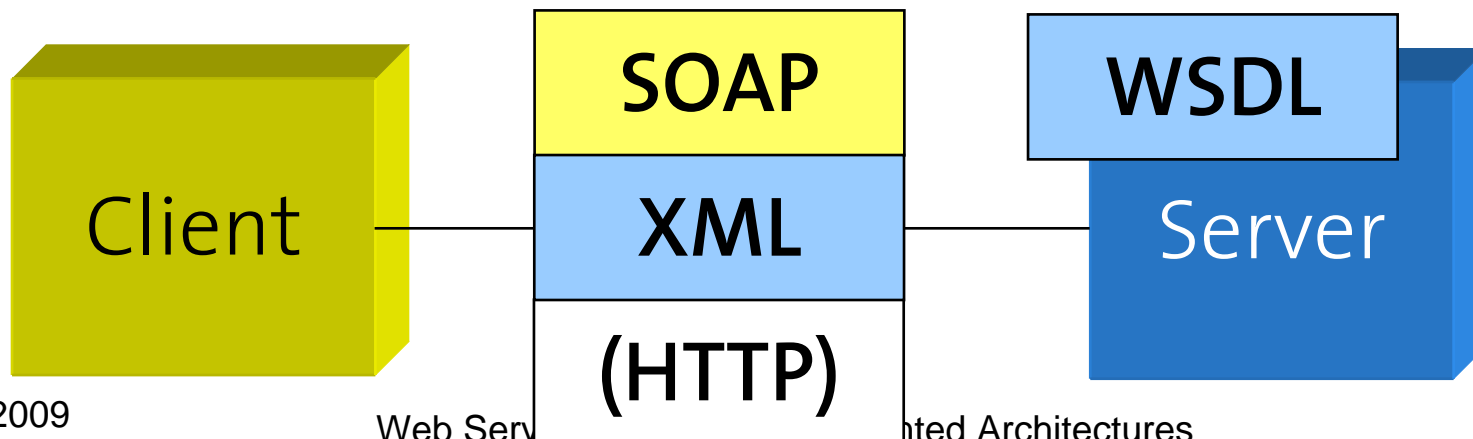 Client
SOAP
XML
(HTTP)
WSDL
Server
2009
Web Serv nted Architectures